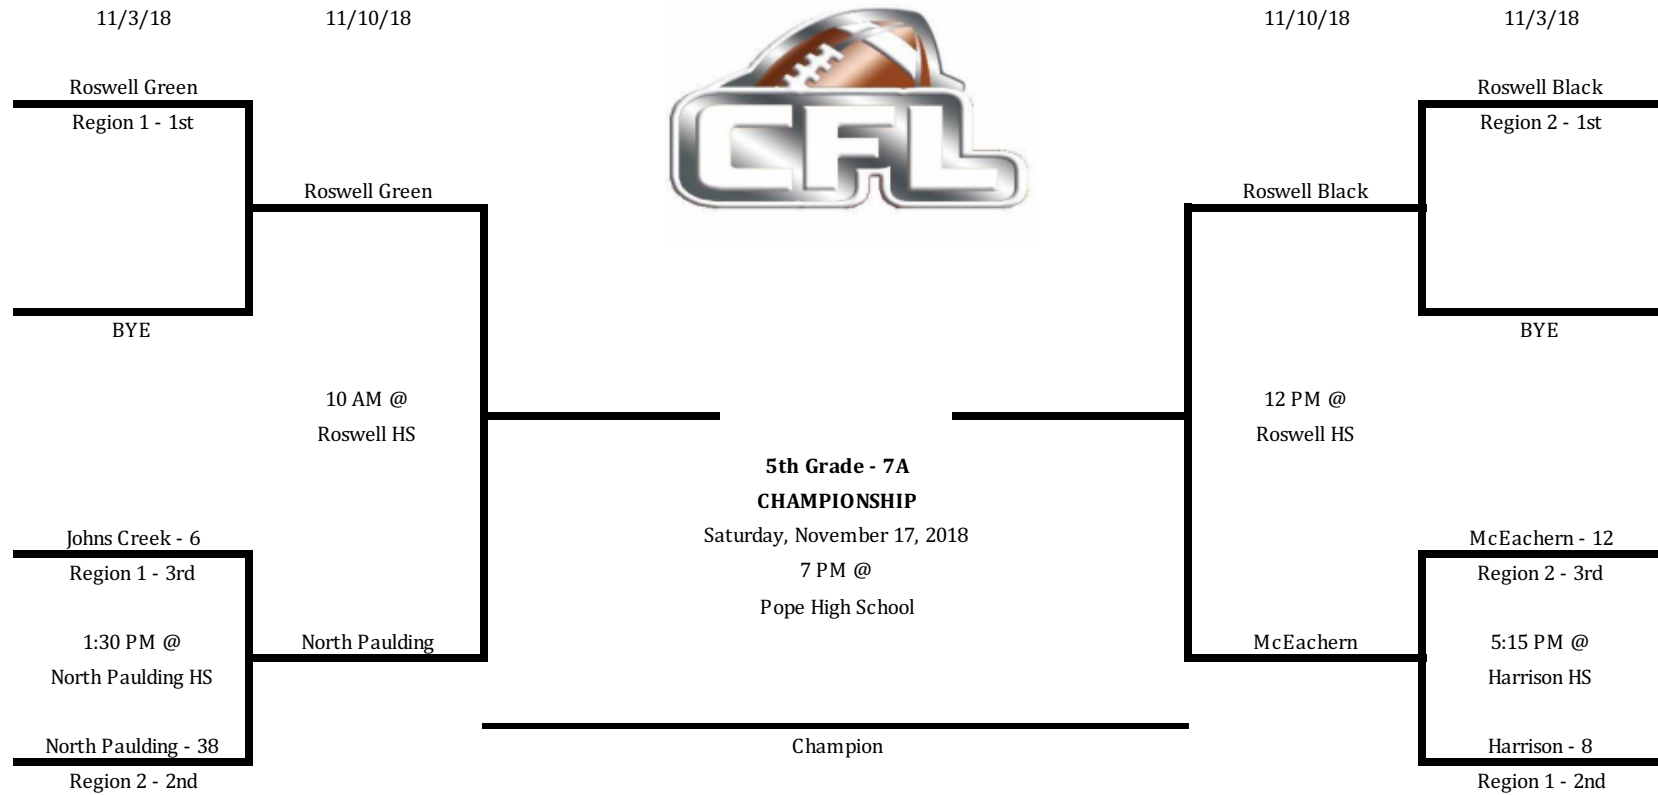 11/3/18
11/10/18
CFL
11/10/18
11/3/18
Roswell Green
Region 1 - 1st
Roswell Green
BYE
10 AM @
Roswell HS
Johns Creek - 6
Region 1 - 3rd
1:30 PM @
North Paulding HS
North Paulding
North Paulding - 38
Region 2 - 2nd
5th Grade - 7A
CHAMPIONSHIP
Saturday, November 17, 2018
7 PM @
Pope High School
Champion
Roswell Black
Region 2 - 1st
Roswell Black
BYE
12 PM @
Roswell HS
McEachern - 12
Region 2 - 3rd
McEachern
5:15 PM @
Harrison HS
Harrison - 8
Region 1 - 2nd